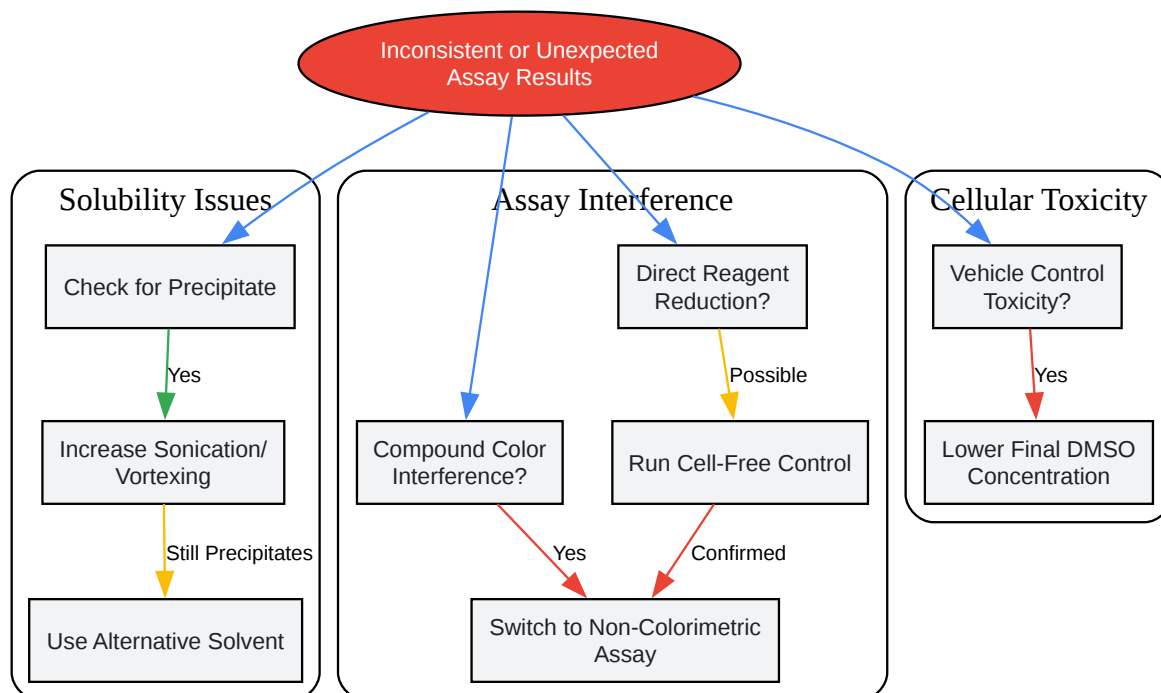 Inconsistent or Unexpected
Assay Results
Solubility Issues
Assay Interference
Cellular Toxicity
Check for Precipitate
Direct Reagent
Reduction?
Vehicle Control
Toxicity?
Yes
Possible
Yes
Increase Sonication/
Vortexing
Compound Color
Interference?
Run Cell-Free Control
Lower Final DMSO
Concentration
Still Precipitates
Yes
Confirmed
Use Alternative Solvent
Switch to Non-Colorimetric
Assay